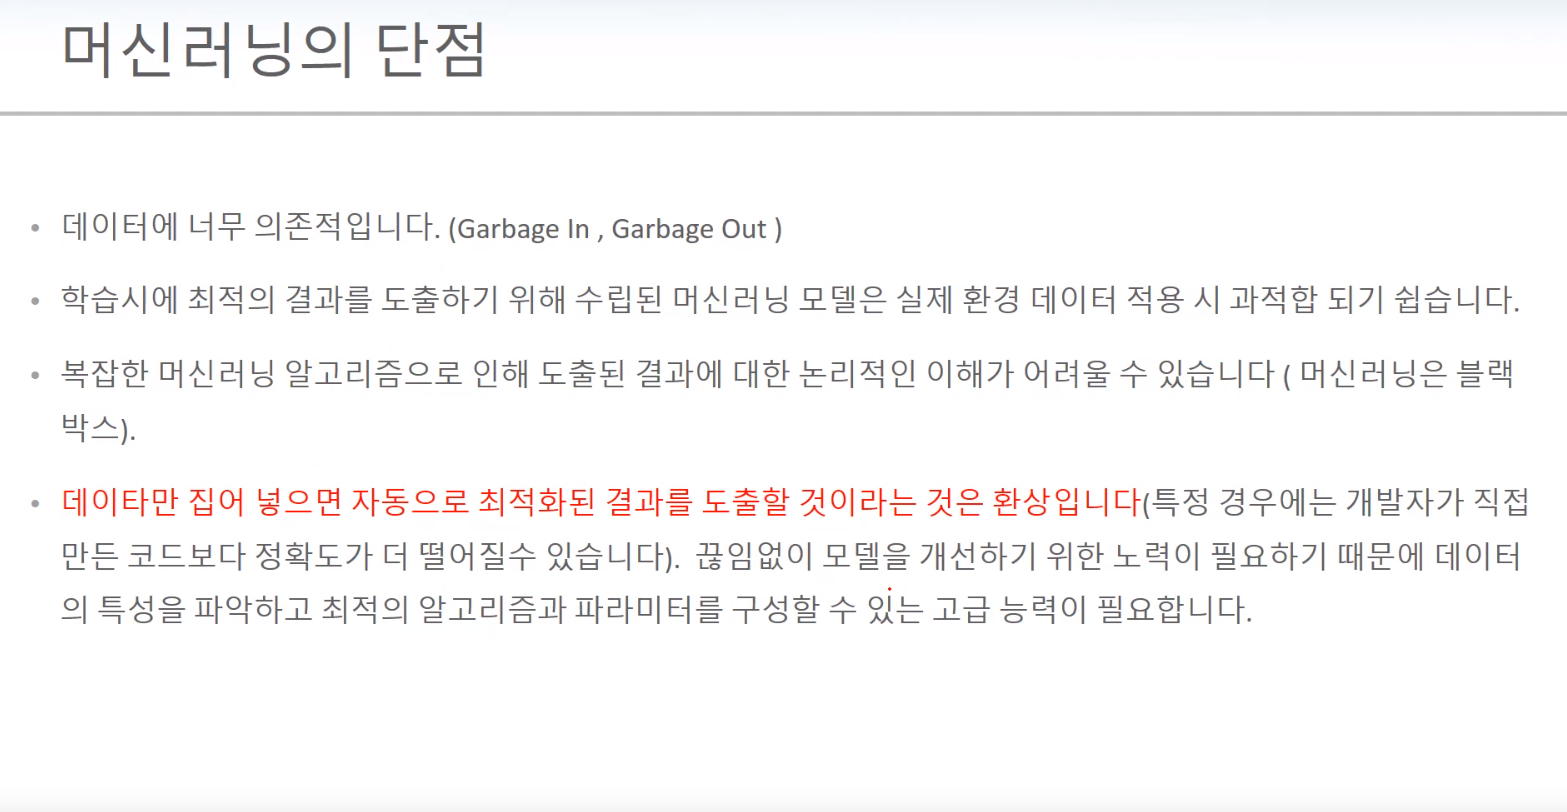 머신러닝의 단점
• 데이터에 너무 의존적입니다. (Garbage In , Garbage Out )
• 학습시에 최적의 결과를 도출하기 위해 수립된 머신러닝 모델은 실제 환경 데이터 적용 시 과적합 되기 쉽습니다.
• 복잡한 머신러닝 알고리즘으로 인해 도출된 결과에 대한 논리적인 이해가 어려울 수 있습니다 ( 머신러닝은 블랙
박스).
• 데이타만 집어 넣으면 자동으로 최적화된 결과를 도출할 것이라는 것은 환상입니다(특정 경우에는 개발자가 직접
만든 코드보다 정확도가 더 떨어질수 있습니다). 끊임없이 모델을 개선하기 위한 노력이 필요하기 때문에 데이터
의 특성을 파악하고 최적의 알고리즘과 파라미터를 구성할 수 있는 고급 능력이 필요합니다.